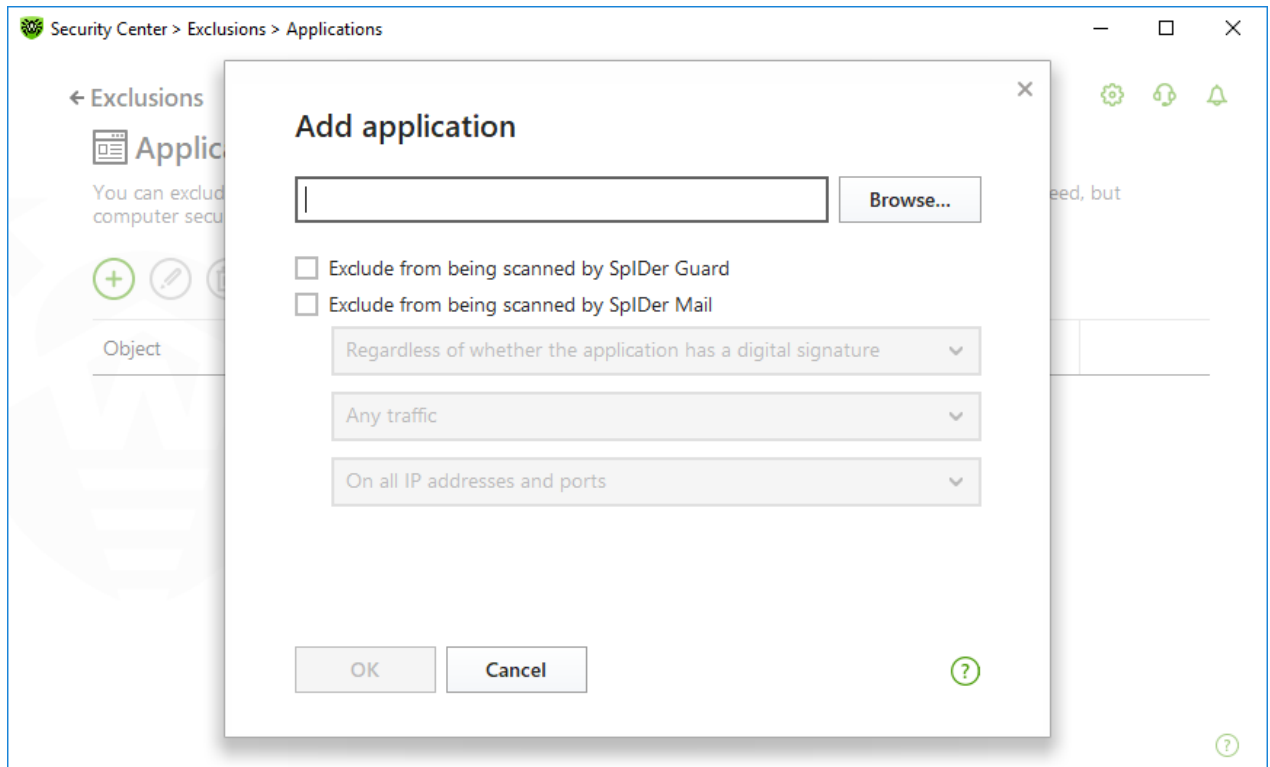 Security Center > Exclusions > Applications
Exclusions
Add application
Applic
You can exclud
eed, but
computer secu
Browse...
Exclude from being scanned by SpIDer Guard
Exclude from being scanned by SpIDer Mail
Object
Regardless of whether the application has a digital signature
Any traffic
On all IP addresses and ports
OK
Cancel